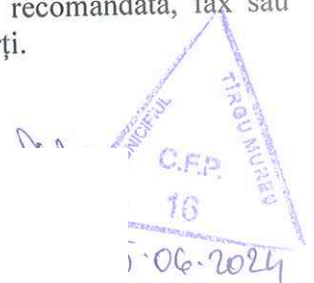 recomandată, fax sau
ți.
MUNICIPIUL
TÎRGU MUREȘ
C.F.P.
16
06.2024